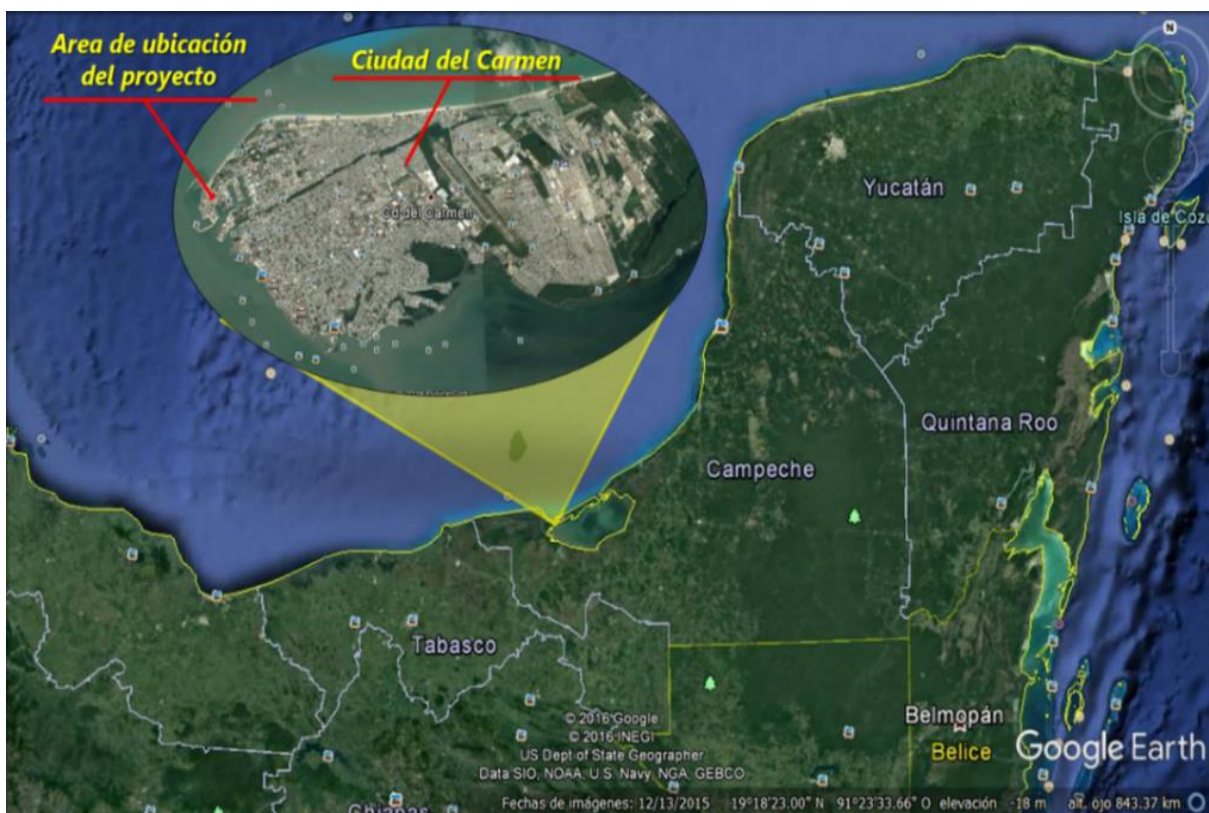 Area de ubicación
del proyecto
Ciudad del Carmen
Cd del Carmen
N
Yucatán
Isla de Cozu
Quintana Roo
Campeche
Tabasco
Belmopán
Belice
Chiapas
© 2016 Google
© 2016 INEGI
US Dept of State Geographer
Data SIO, NOAA, U.S. Navy, NGA, GEBCO
Google Earth
Fechas de imágenes: 12/13/2015 19°18'23.00" N 91°23'33.66" O elevación -18 m alt. ojo 843.37 km